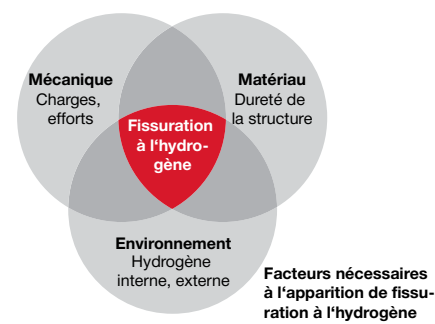 Mécanique
Charges,
efforts
Matériau
Dureté de
la structure
Fissuration
à l‘hydro-
gène
Environnement
Hydrogène
interne, externe
Facteurs nécessaires
à l‘apparition de fissu-
ration à l‘hydrogène